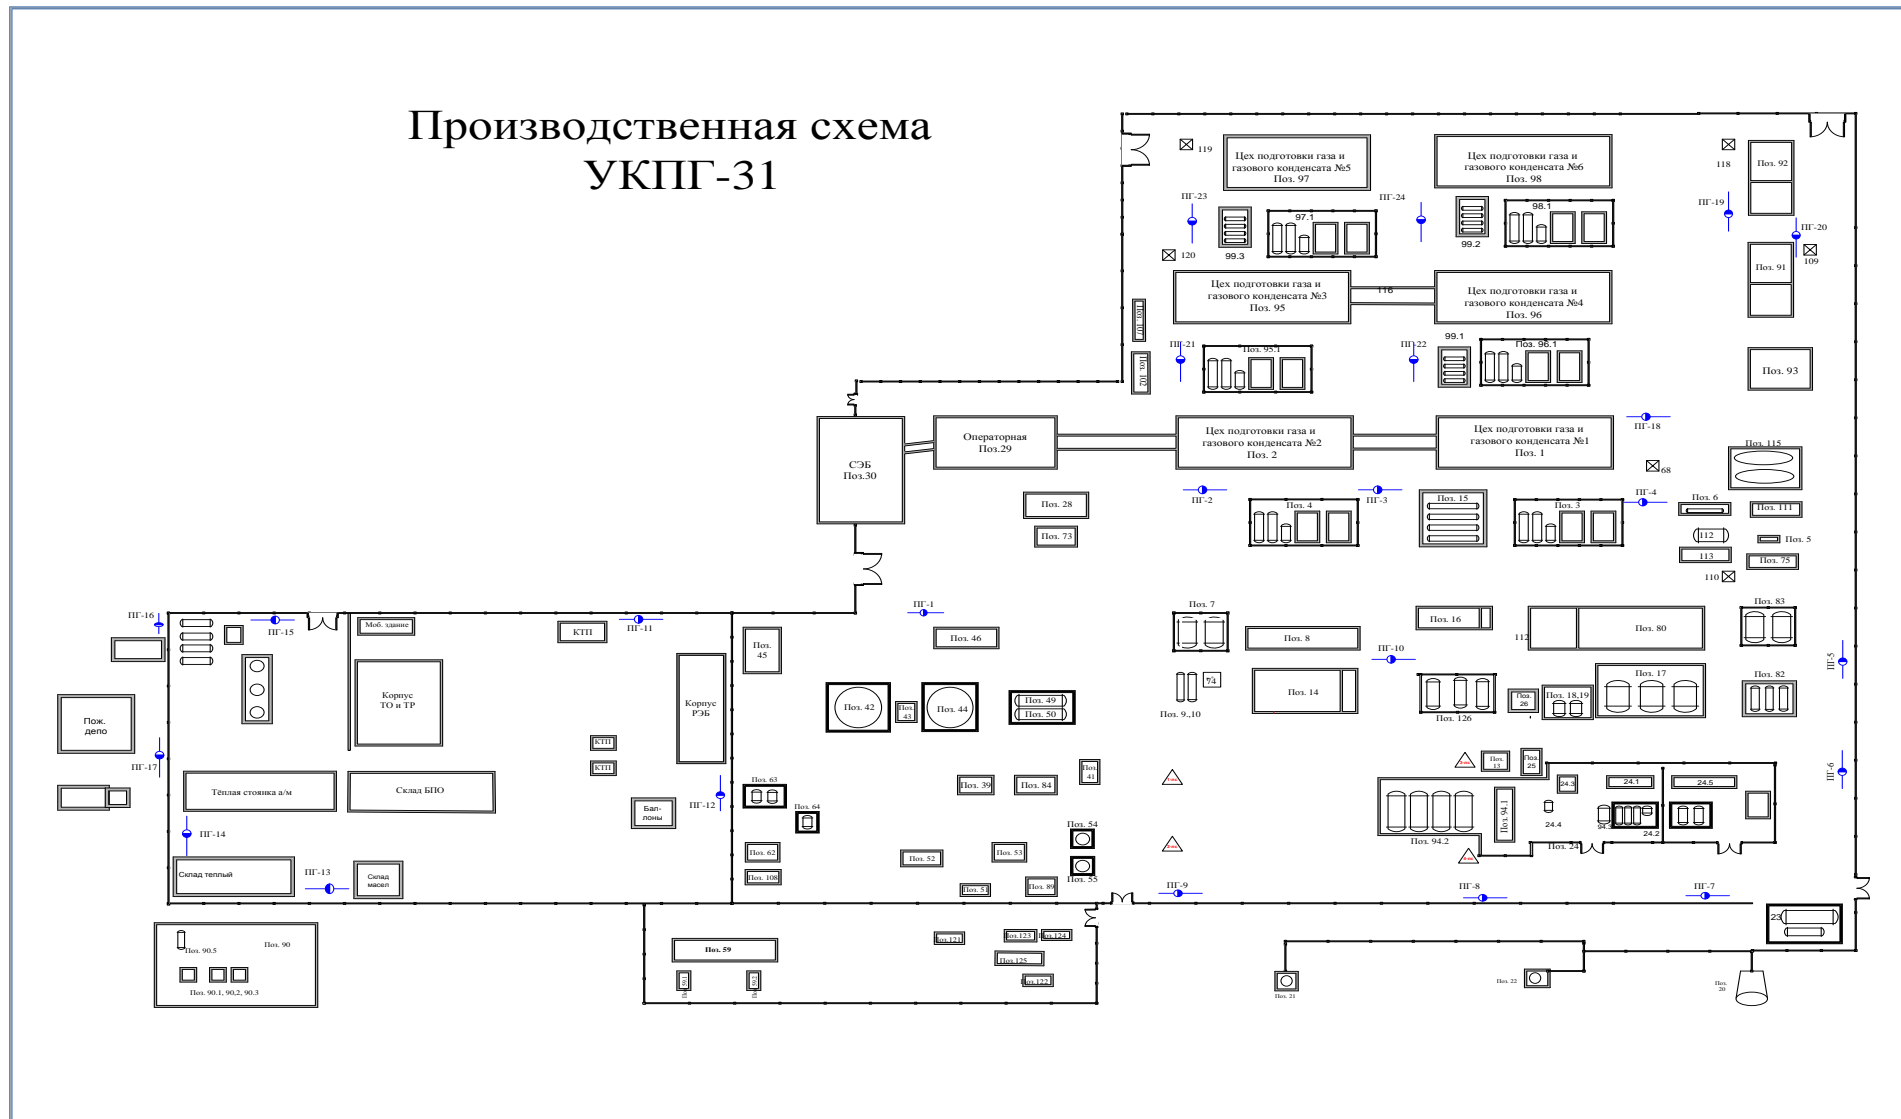 Производственная схема
УКПГ-31
119
Цех подготовки газа и
газового конденсата №5
Поз. 97
Цех подготовки газа и
газового конденсата №6
Поз. 98
118
Поз. 92
ПГ-23
ПГ-24
ПГ-19
97.1
98.1
99.3
99.2
ПГ-20
120
109
Поз. 91
Цех подготовки газа и
газового конденсата №3
Поз. 95
116
Цех подготовки газа и
газового конденсата №4
Поз. 96
Поз. 107
Поз. 102
ПГ-21
Поз. 95.1
ПГ-22
99.1
Поз. 96.1
Поз. 93
СЭБ
Поз.30
Операторная
Поз.29
Цех подготовки газа и
газового конденсата №2
Поз. 2
Цех подготовки газа и
газового конденсата №1
Поз. 1
ПГ-18
68
Поз. 115
Поз. 28
Поз. 73
ПГ-2
ПГ-3
Поз. 4
Поз. 15
Поз. 3
ПГ-4
Поз. 6
Поз. 111
112
Поз. 5
113
Поз. 75
110
ПГ-16
ПГ-15
Моб. здание
КТП
ПГ-11
ПГ-1
Поз.
45
Поз. 46
Поз. 7
Поз. 8
Поз. 16
112
Поз. 80
Поз. 83
ПГ-10
ПГ-5
Корпус
ТО и ТР
Корпус
РЭБ
Поз. 42
Поз.
43
Поз. 44
Поз. 49
Поз. 50
74
Поз. 9.,10
Поз. 14
Поз. 126
Поз.
26
Поз. 18,19
Поз. 17
Поз. 82
Пож.
депо
ПГ-17
КТП
КТП
Тёплая стоянка а/м
Склад БПО
Бал-
лоны
ПГ-12
Поз. 63
Поз. 64
Поз. 39
Поз. 84
Поз.
41
Поз.
13
Поз.
25
ПГ-6
24.3
24.1
24.5
Поз. 94.1
24.4
24.2
Поз. 94.2
Поз. 24
ПГ-14
Поз. 54
Поз. 55
Поз. 62
Поз. 52
Поз. 53
Поз. 108
Поз. 51
Поз. 89
Склад теплый
ПГ-13
Склад
масел
ПГ-9
ПГ-8
ПГ-7
23
Поз. 90.5
Поз. 90
Поз. 90.1, 90,2, 90.3
Поз. 59
Поз.121
Поз.123
Поз.124
Поз.125
Поз.122
Поз. 21
Поз. 22
Поз.
20